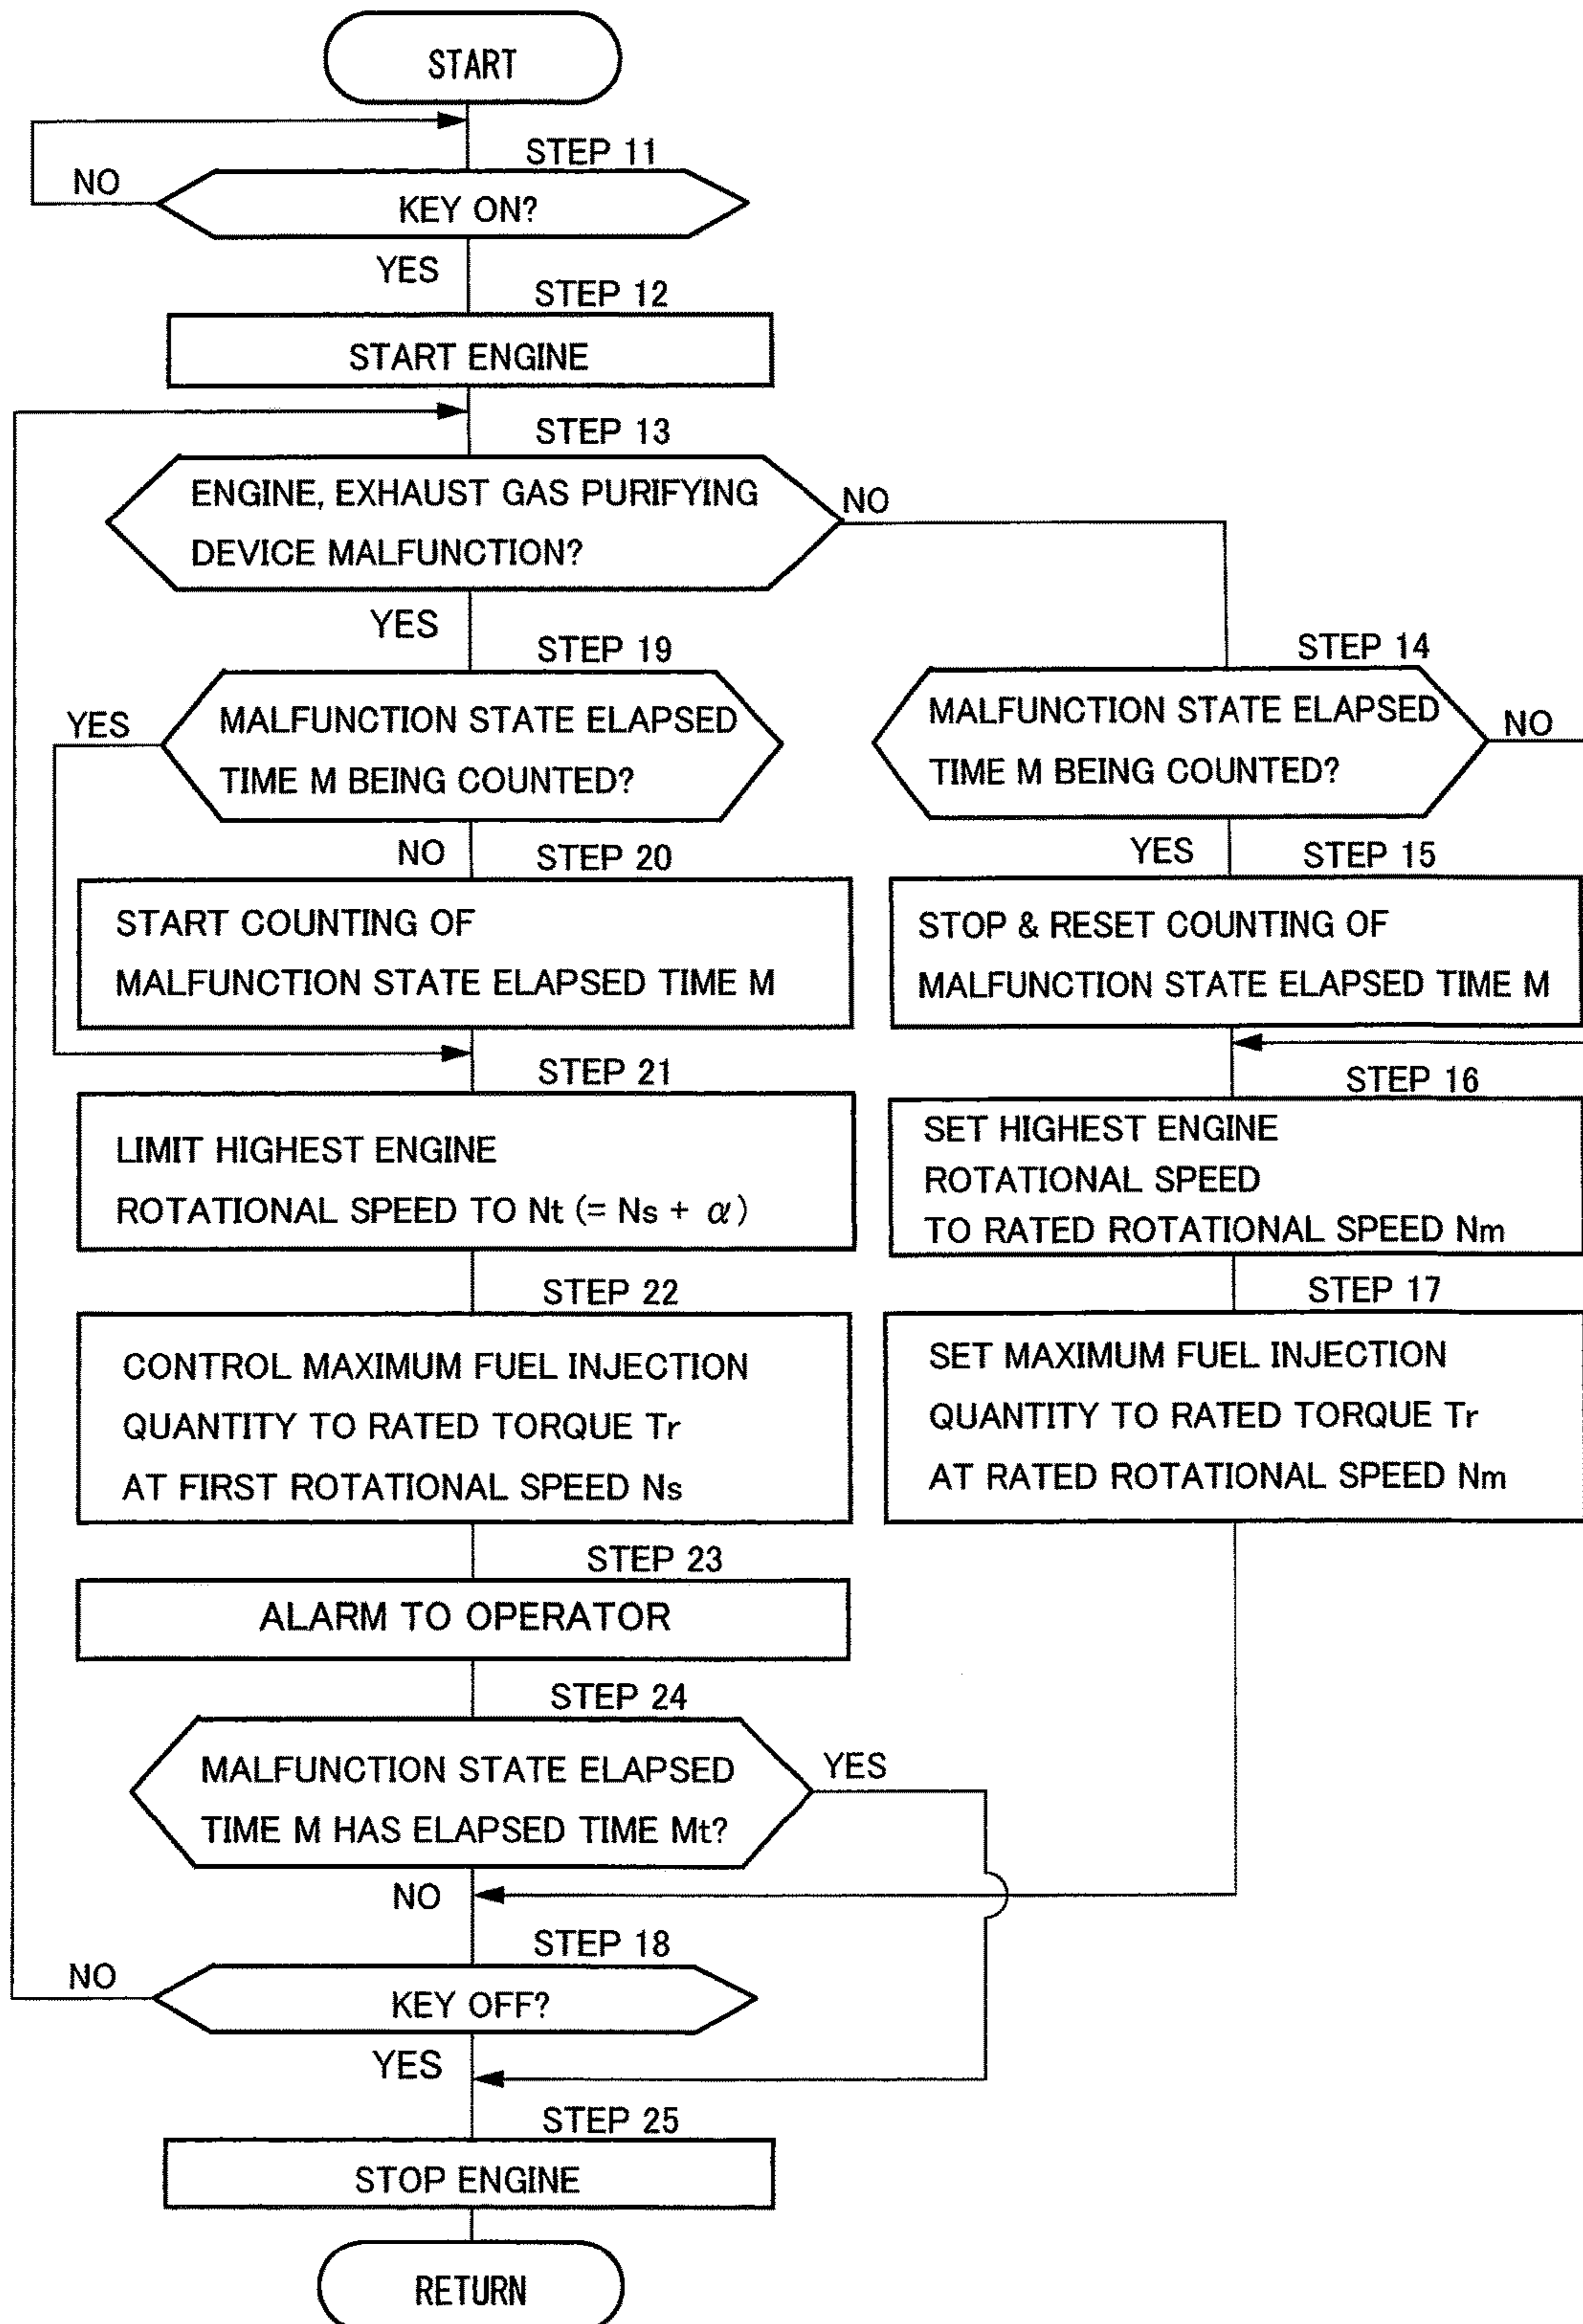 START
STEP 11
NO
KEY ON?
YES
STEP 12
START ENGINE
STEP 13
ENGINE, EXHAUST GAS PURIFYING
DEVICE MALFUNCTION?
NO
YES
STEP 19
YES
MALFUNCTION STATE ELAPSED
TIME M BEING COUNTED?
NO
STEP 14
MALFUNCTION STATE ELAPSED
TIME M BEING COUNTED?
NO
YES
STEP 20
START COUNTING OF
MALFUNCTION STATE ELAPSED TIME M
STEP 15
STOP & RESET COUNTING OF
MALFUNCTION STATE ELAPSED TIME M
STEP 21
LIMIT HIGHEST ENGINE
ROTATIONAL SPEED TO Nt (= Ns + α)
STEP 16
SET HIGHEST ENGINE
ROTATIONAL SPEED
TO RATED ROTATIONAL SPEED Nm
STEP 22
CONTROL MAXIMUM FUEL INJECTION
QUANTITY TO RATED TORQUE Tr
AT FIRST ROTATIONAL SPEED Ns
STEP 17
SET MAXIMUM FUEL INJECTION
QUANTITY TO RATED TORQUE Tr
AT RATED ROTATIONAL SPEED Nm
STEP 23
ALARM TO OPERATOR
STEP 24
MALFUNCTION STATE ELAPSED
TIME M HAS ELAPSED TIME Mt?
YES
NO
STEP 18
NO
KEY OFF?
YES
STEP 25
STOP ENGINE
RETURN